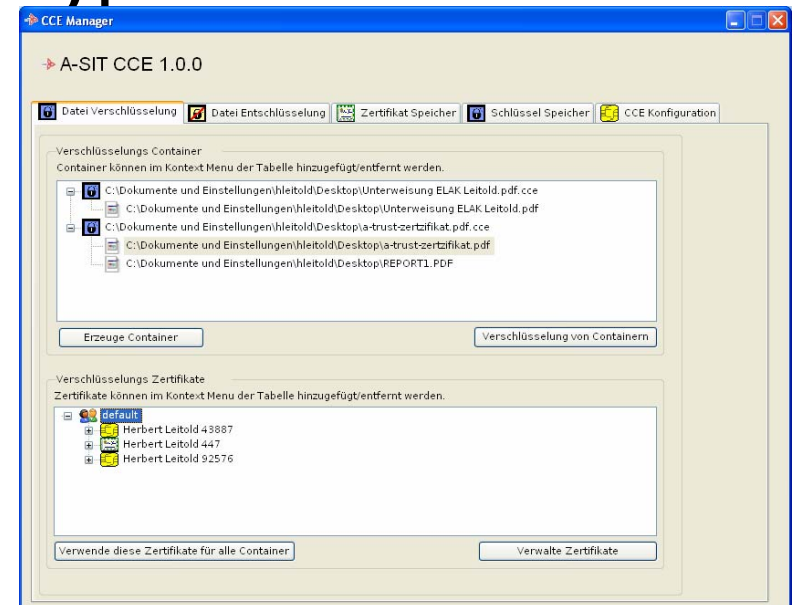 CCE Manager
A-SIT CCE 1.0.0
Datei Verschlüsselung Datei Entschlüsselung Zertifikat Speicher Schlüssel Speicher CCE Konfiguration
Verschlüsselungs Container
Container können im Kontext Menu der Tabelle hinzugefügt/entfernt werden.
C:\Dokumente und Einstellungen\hleitold\Desktop\Unterweisung ELAK Leitold.pdf.cce
C:\Dokumente und Einstellungen\hleitold\Desktop\Unterweisung ELAK Leitold.pdf
C:\Dokumente und Einstellungen\hleitold\Desktop\a-trust-zertzifikat.pdf.cce
C:\Dokumente und Einstellungen\hleitold\Desktop\a-trust-zertzifikat.pdf
C:\Dokumente und Einstellungen\hleitold\Desktop\REPORT1.PDF
Erzeuge Container Verschlüsselung von Containern
Verschlüsselungs Zertifikate
Zertifikate können im Kontext Menu der Tabelle hinzugefügt/entfernt werden.
default
Herbert Leitold 43887
Herbert Leitold 447
Herbert Leitold 92576
Verwende diese Zertifikate für alle Container Verwalte Zertifikate